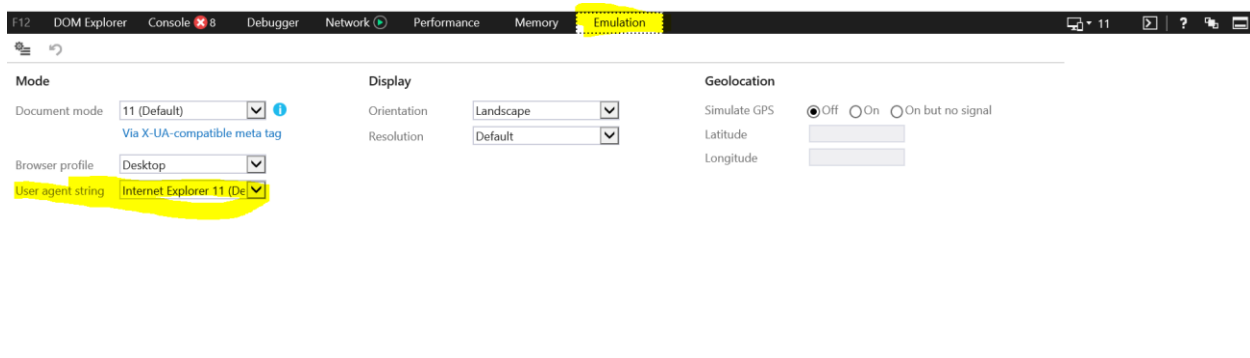 F12 DOM Explorer Console 8 Debugger Network Performance Memory Emulation 11 ?
Mode Display Geolocation
Document mode 11 (Default) Orientation Landscape Simulate GPS Off On On but no signal
Via X-UA-compatible meta tag Resolution Default Latitude
Browser profile Desktop Longitude
User agent string Internet Explorer 11 (De